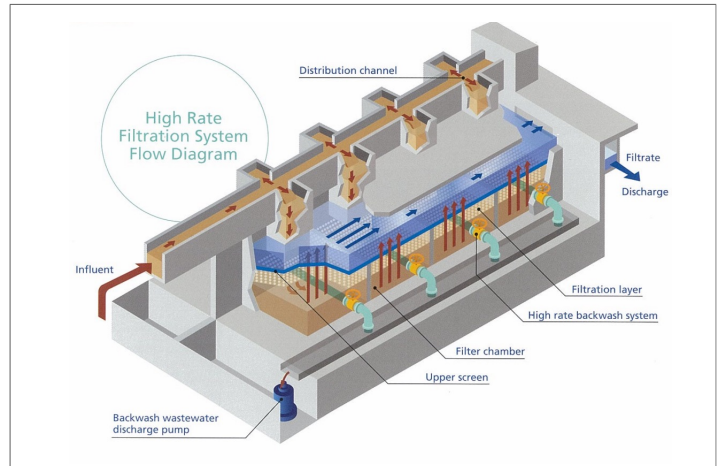 High Rate
Filtration System
Flow Diagram
Distribution channel
Filtrate
Discharge
Influent
Filtration layer
High rate backwash system
Filter chamber
Upper screen
Backwash wastewater
discharge pump